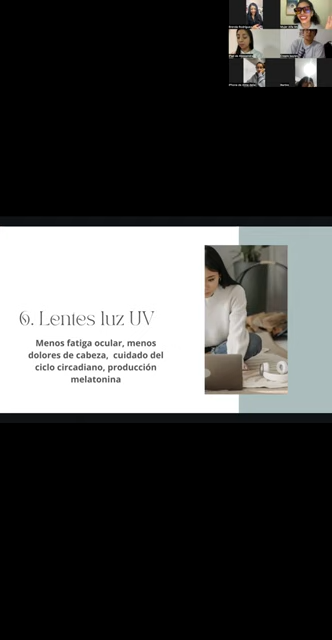 6. Lentes luz UV
Menos fatiga ocular, menos
dolores de cabeza, cuidado del
ciclo circadiano, producción
melatonina